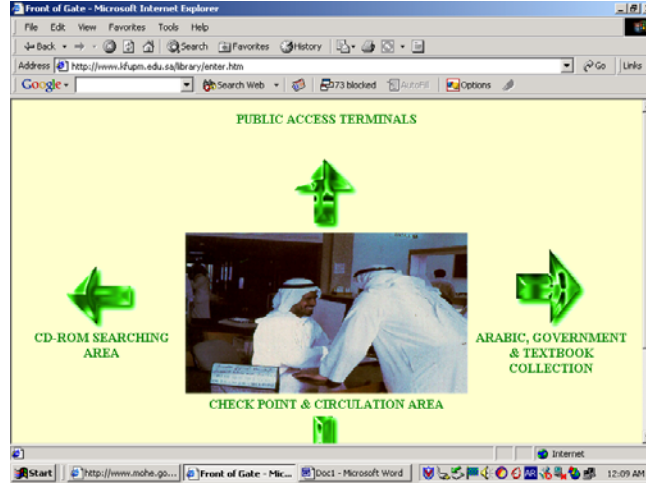 Front of Gate - Microsoft Internet Explorer
File Edit View Favorites Tools Help
Back Search Favorites History
Address http://www.kfupm.edu.sa/library/enter.htm Go Links
Google Search Web 73 blocked AutoFill Options
PUBLIC ACCESS TERMINALS
CD-ROM SEARCHING
AREA
ARABIC, GOVERNMENT
& TEXTBOOK
COLLECTION
CHECK POINT & CIRCULATION AREA
Internet
Start http://www.mohe.go... Front of Gate - Mic... Doc1 - Microsoft Word AR 12:09 AM